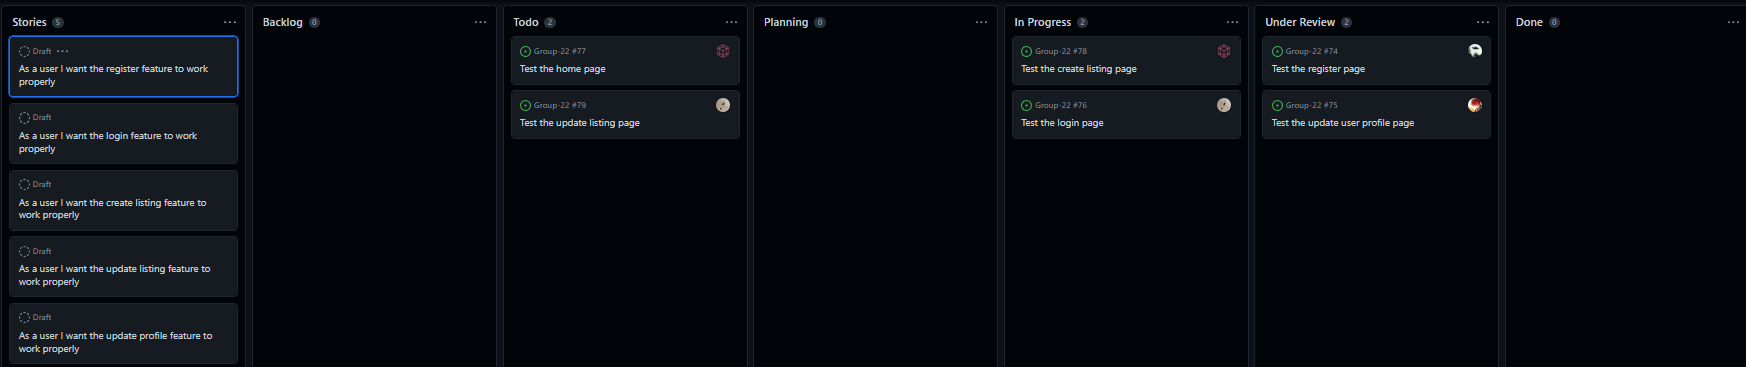 Stories 5
Draft
As a user I want the register feature to work
properly
Draft
As a user I want the login feature to work
properly
Draft
As a user I want the create listing feature to
work properly
Draft
As a user I want the update listing feature to
work properly
Draft
As a user I want the update profile feature to
work properly
Backlog 0
Todo 2
Group-22 #77
Test the home page
Group-22 #79
Test the update listing page
Planning 0
In Progress 2
Group-22 #78
Test the create listing page
Group-22 #76
Test the login page
Under Review 2
Group-22 #74
Test the register page
Group-22 #75
Test the update user profile page
Done 0